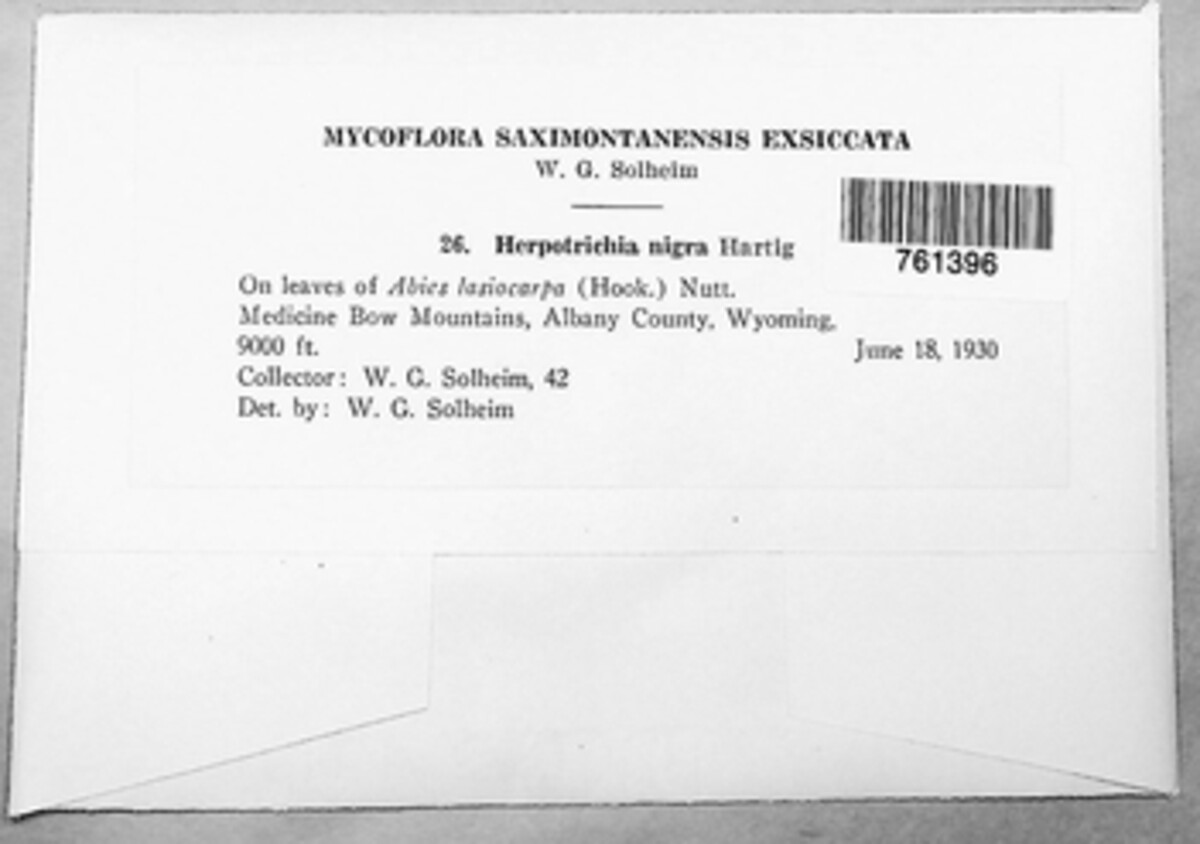 MYCOFLORA SAXIMONTANENSIS EXSICCATA
W. G. Solheim
26. Herpotrichia nigra Hartig
761396
On leaves of Abies lasiocarpa (Hook.) Nutt.
Medicine Bow Mountains, Albany County, Wyoming,
9000 ft. June 18, 1930
Collector: W. G. Solheim, 42
Det. by: W. G. Solheim